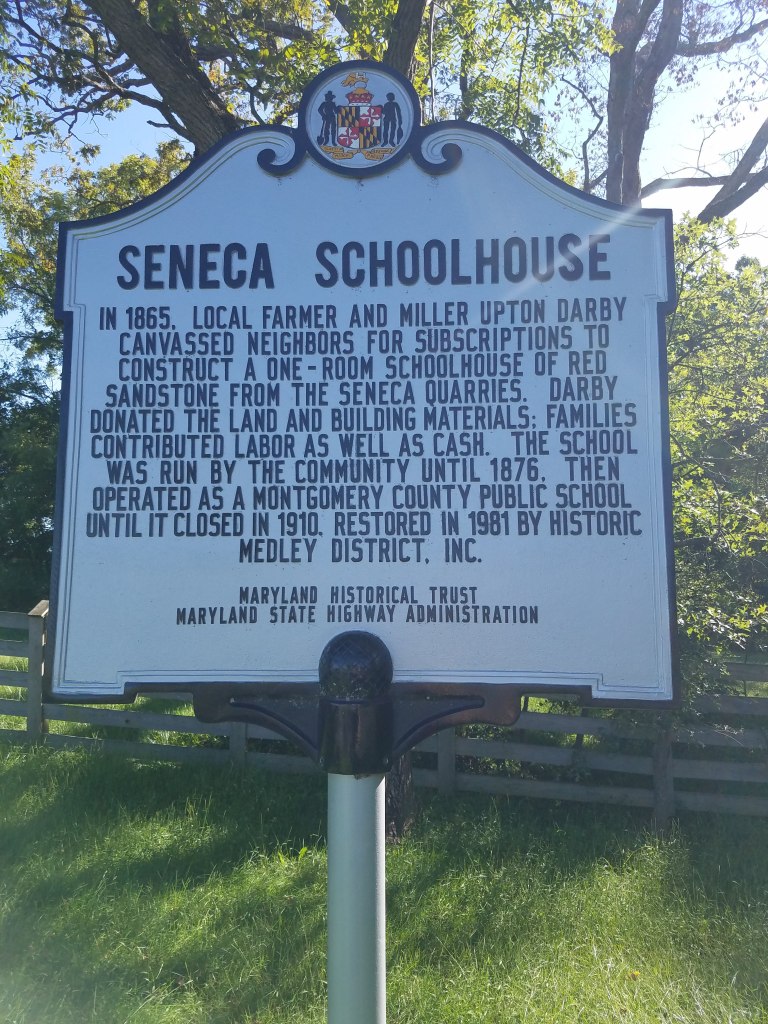 SENECA SCHOOLHOUSE
IN 1865, LOCAL FARMER AND MILLER UPTON DARBY
CANVASSED NEIGHBORS FOR SUBSCRIPTIONS TO
CONSTRUCT A ONE-ROOM SCHOOLHOUSE OF RED
SANDSTONE FROM THE SENECA QUARRIES. DARBY
DONATED THE LAND AND BUILDING MATERIALS; FAMILIES
CONTRIBUTED LABOR AS WELL AS CASH. THE SCHOOL
WAS RUN BY THE COMMUNITY UNTIL 1876, THEN
OPERATED AS A MONTGOMERY COUNTY PUBLIC SCHOOL
UNTIL IT CLOSED IN 1910. RESTORED IN 1981 BY HISTORIC
MEDLEY DISTRICT, INC.
MARYLAND HISTORICAL TRUST
MARYLAND STATE HIGHWAY ADMINISTRATION